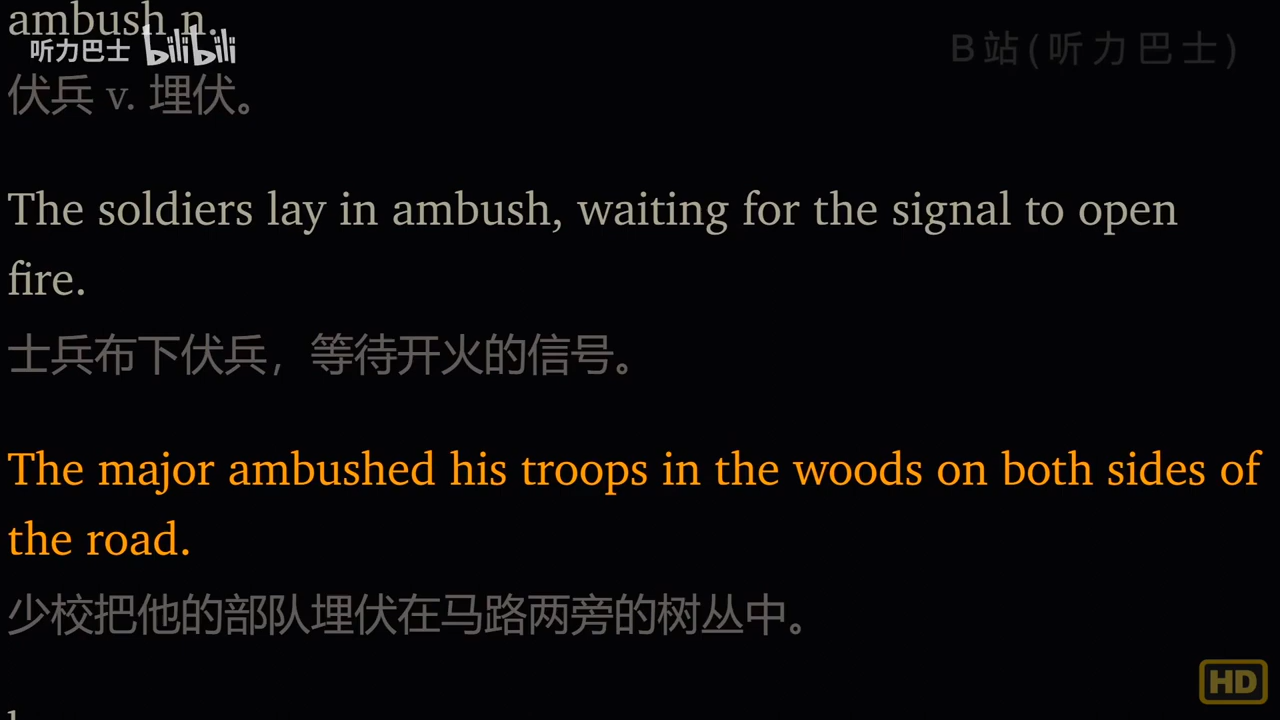 ambush n.
听力巴士 bilibili
B站(听力巴士)
伏兵 v. 埋伏。
The soldiers lay in ambush, waiting for the signal to open
fire.
士兵布下伏兵，等待开火的信号。
The major ambushed his troops in the woods on both sides of
the road.
少校把他的部队埋伏在马路两旁的树丛中。
HD